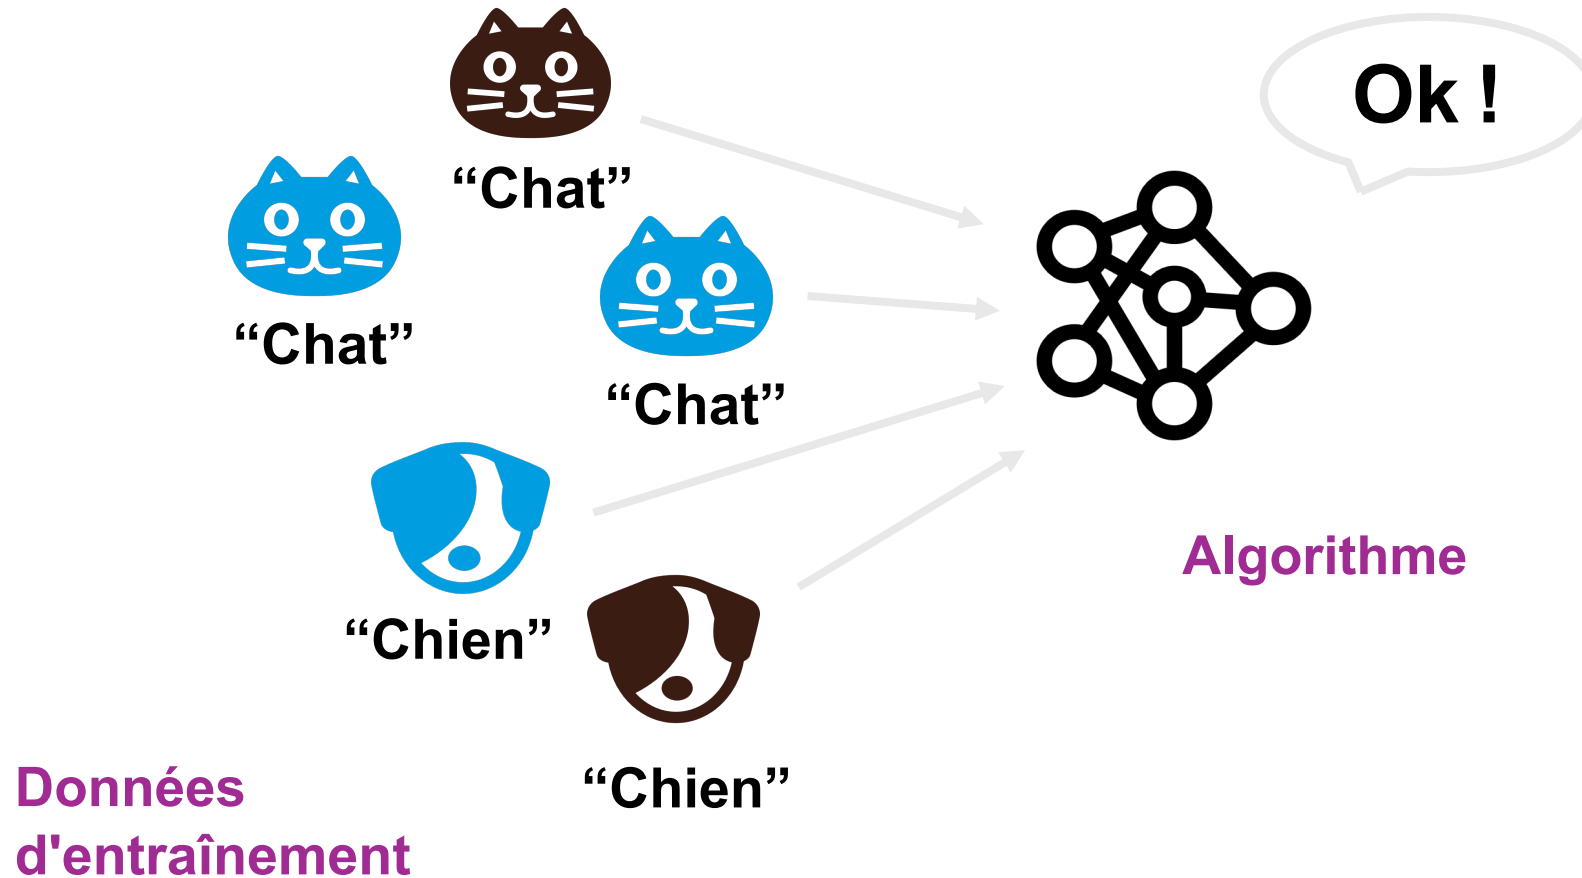 Ok !
“Chat”
“Chat”
“Chat”
“Chien”
“Chien”
Algorithme
Données
d'entraînement